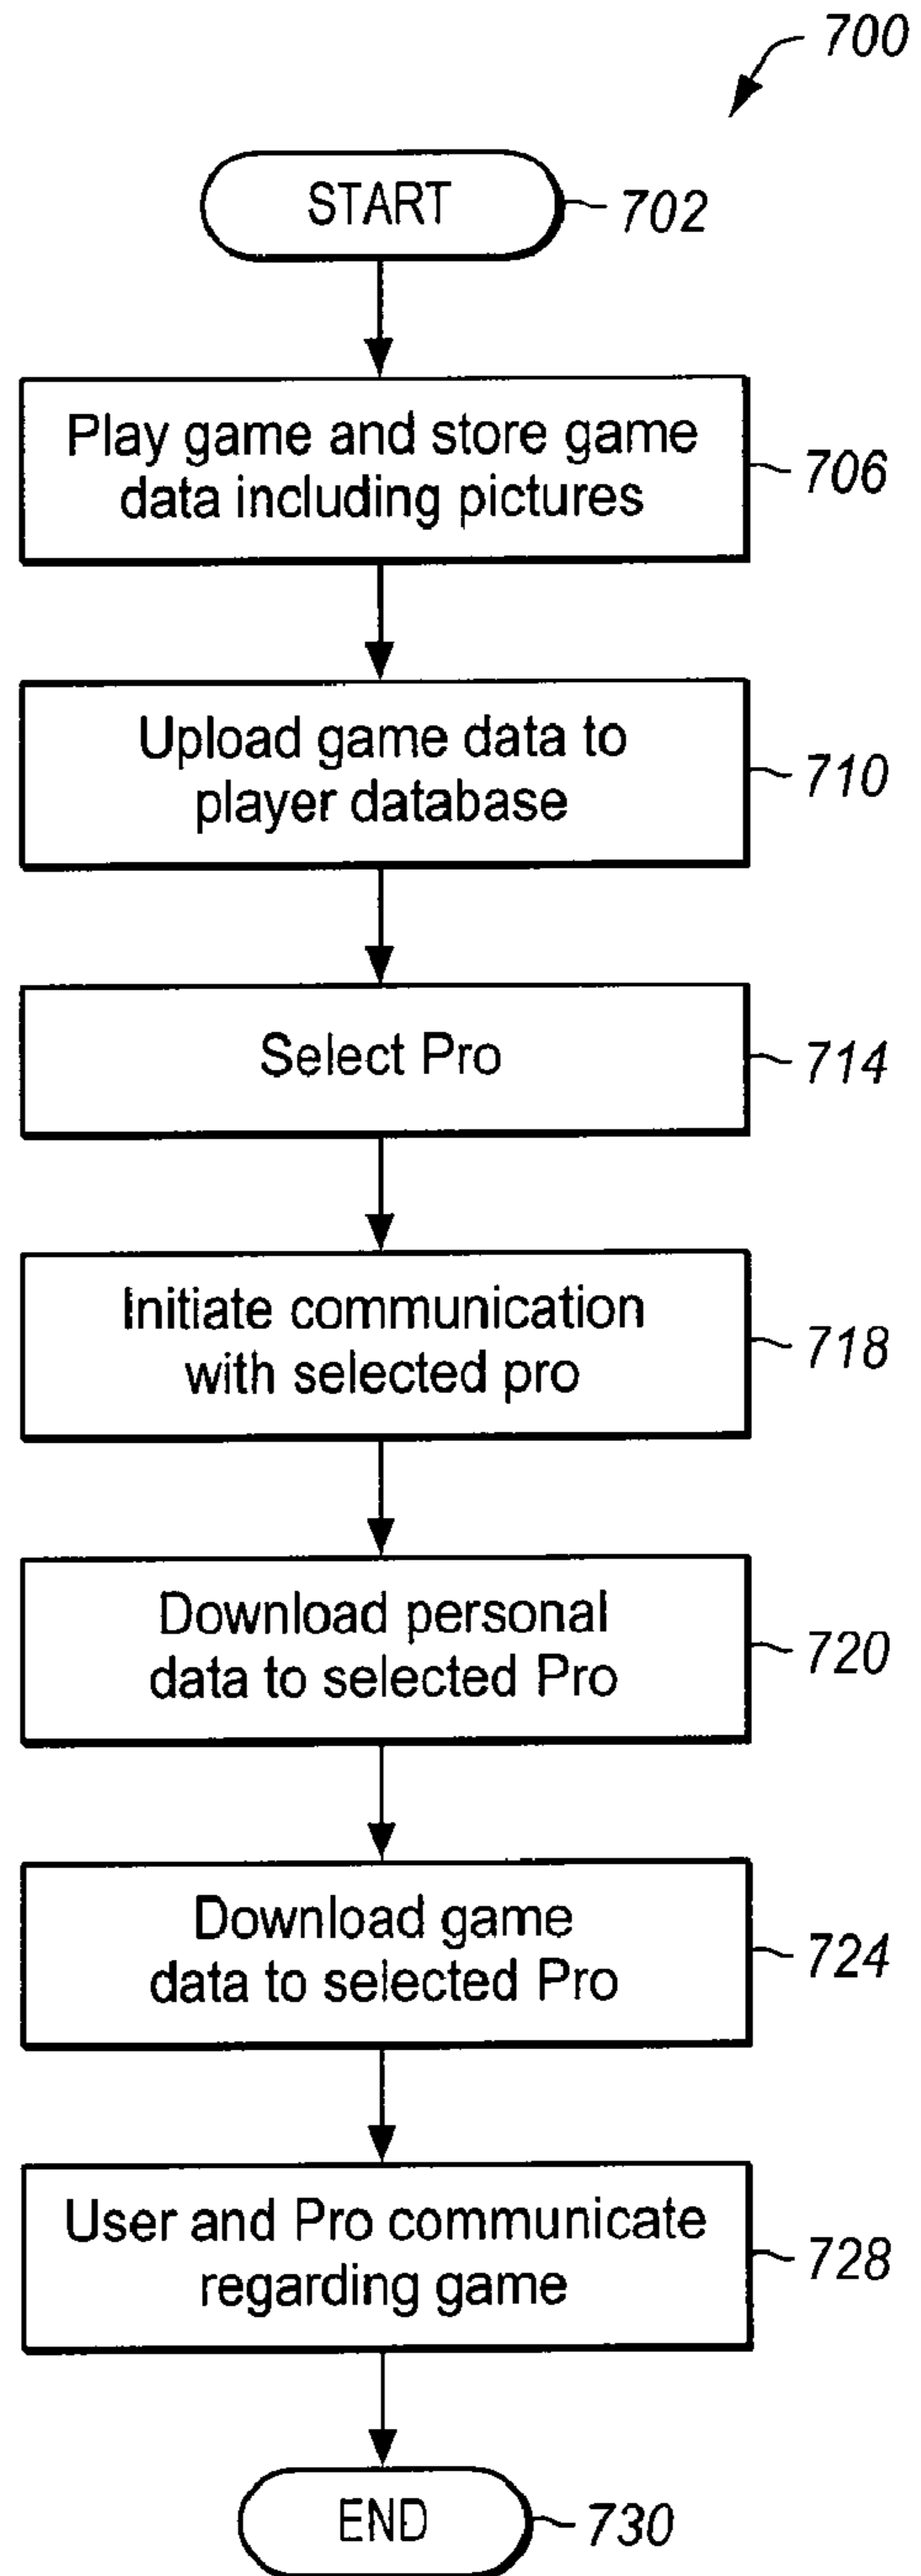 700
START
702
Play game and store game
data including pictures
706
Upload game data to
player database
710
Select Pro
714
Initiate communication
with selected pro
718
Download personal
data to selected Pro
720
Download game
data to selected Pro
724
User and Pro communicate
regarding game
728
END
730